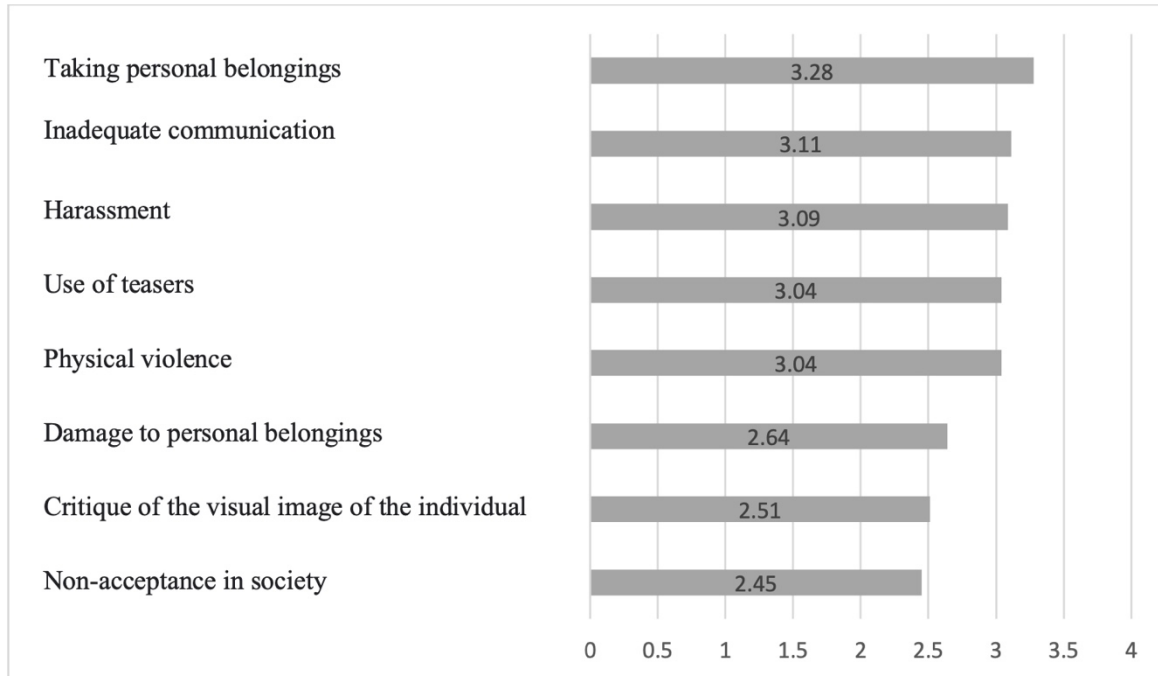 Taking personal belongings 3.28
Inadequate communication 3.11
Harassment 3.09
Use of teasers 3.04
Physical violence 3.04
Damage to personal belongings 2.64
Critique of the visual image of the individual 2.51
Non-acceptance in society 2.45
0 0.5 1 1.5 2 2.5 3 3.5 4